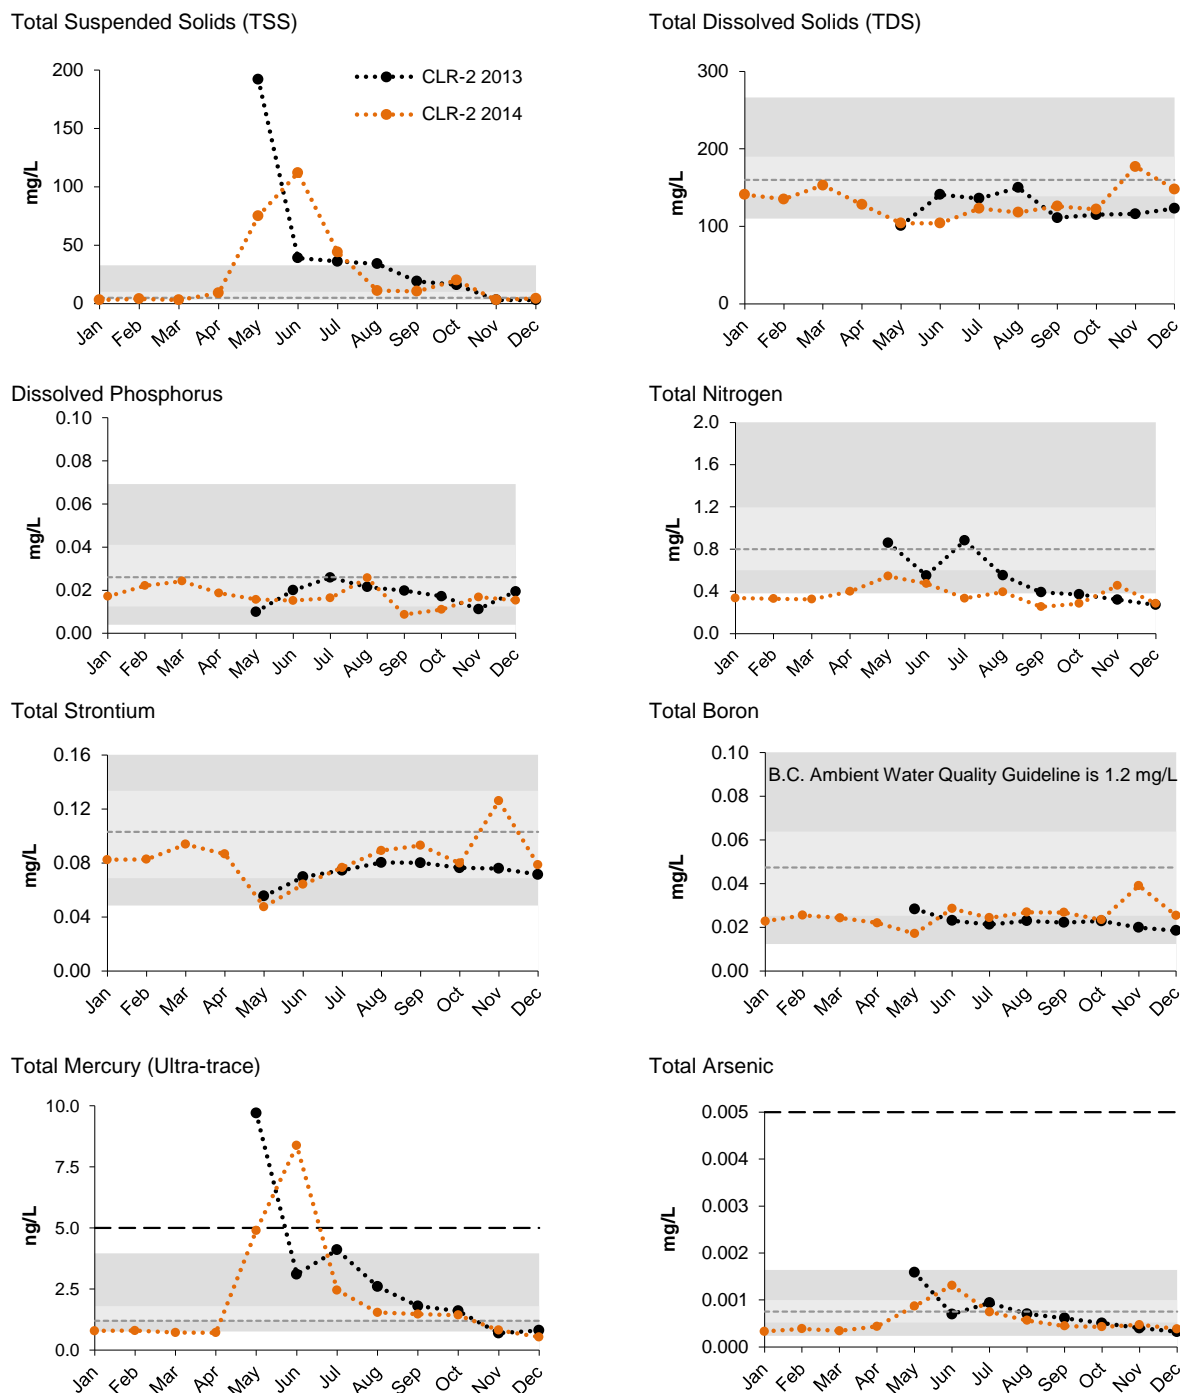 Total Suspended Solids (TSS)
200
150
100
50
0
mg/L
CLR-2 2013
CLR-2 2014
Jan Feb Mar Apr May Jun Jul Aug Sep Oct Nov Dec
Total Dissolved Solids (TDS)
300
200
100
0
mg/L
Jan Feb Mar Apr May Jun Jul Aug Sep Oct Nov Dec
Dissolved Phosphorus
0.10
0.08
0.06
0.04
0.02
0.00
mg/L
Jan Feb Mar Apr May Jun Jul Aug Sep Oct Nov Dec
Total Nitrogen
2.0
1.6
1.2
0.8
0.4
0.0
mg/L
Jan Feb Mar Apr May Jun Jul Aug Sep Oct Nov Dec
Total Strontium
0.16
0.12
0.08
0.04
0.00
mg/L
Jan Feb Mar Apr May Jun Jul Aug Sep Oct Nov Dec
Total Boron
0.10
0.08
0.06
0.04
0.02
0.00
mg/L
B.C. Ambient Water Quality Guideline is 1.2 mg/L
Jan Feb Mar Apr May Jun Jul Aug Sep Oct Nov Dec
Total Mercury (Ultra-trace)
10.0
7.5
5.0
2.5
0.0
ng/L
Jan Feb Mar Apr May Jun Jul Aug Sep Oct Nov Dec
Total Arsenic
0.005
0.004
0.003
0.002
0.001
0.000
mg/L
Jan Feb Mar Apr May Jun Jul Aug Sep Oct Nov Dec